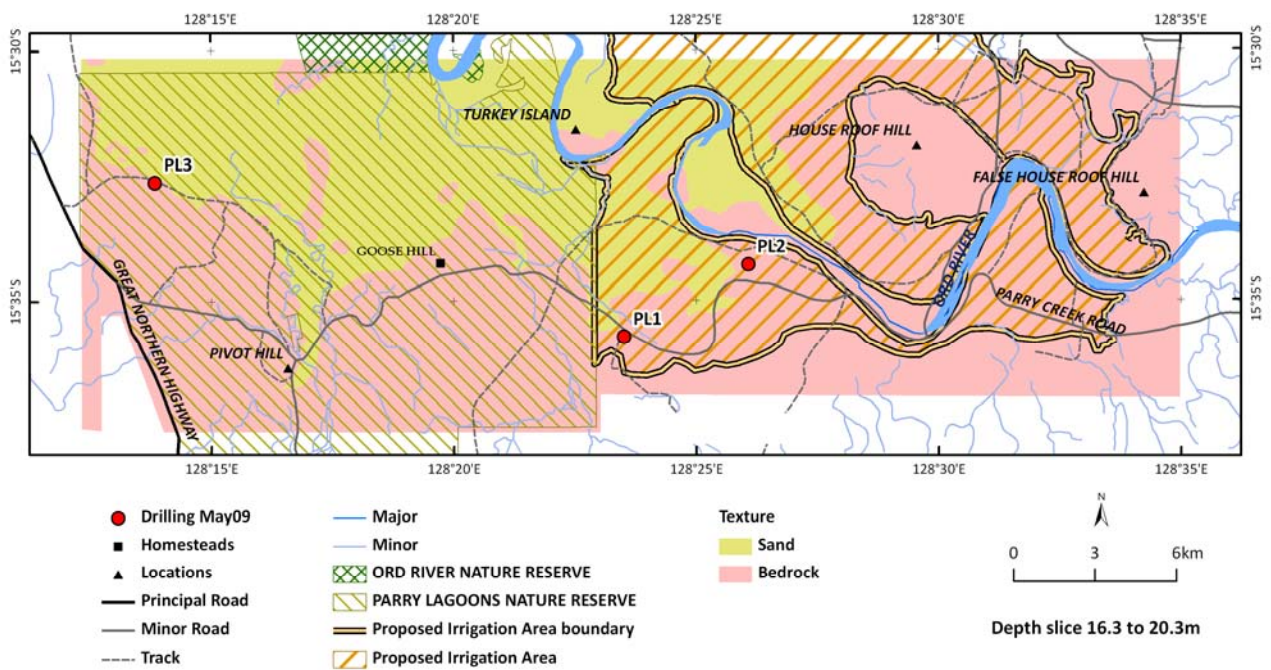 128°15'E 128°20'E 128°25'E 128°30'E 128°35'E
15°30'S 15°30'S
TURKEY ISLAND
HOUSE ROOF HILL
PL3
FALSE HOUSE ROOF HILL
GOOSE HILL
PL2
ORD RIVER
15°35'S 15°35'S
PARRY CREEK ROAD
PL1
GREAT NORTHERN HIGHWAY
PIVOT HILL
128°15'E 128°20'E 128°25'E 128°30'E 128°35'E
Drilling May09
Homesteads
Locations
Principal Road
Minor Road
Track
Major
Minor
ORD RIVER NATURE RESERVE
PARRY LAGOONS NATURE RESERVE
Proposed Irrigation Area boundary
Proposed Irrigation Area
Texture
Sand
Bedrock
N
0 3 6km
Depth slice 16.3 to 20.3m